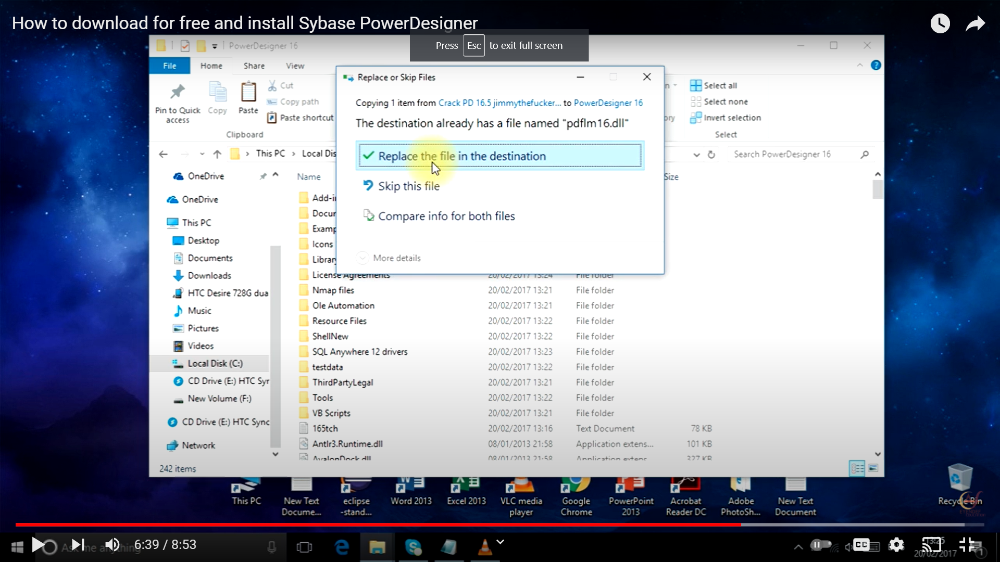 How to download for free and install Sybase PowerDesigner
Press Esc to exit full screen
PowerDesigner 16
File Home Share View
Pin to Quick access
Copy
Paste
Cut
Copy path
Paste shortcut
Clipboard
Select all
Select none
Invert selection
Select
Replace or Skip Files
Copying 1 item from Crack PD 16.5 jimmythefucker... to PowerDesigner 16
The destination already has a file named "pdflm16.dll"
Replace the file in the destination
Skip this file
Compare info for both files
More details
This PC > Local Dis
Search PowerDesigner 16
Name Size
OneDrive
OneDrive
This PC
Desktop
Documents
Downloads
HTC Desire 728G dua
Music
Pictures
Videos
Local Disk (C:)
CD Drive (E:) HTC Syr
New Volume (F:)
CD Drive (E:) HTC Sync
Network
Add-i
Docur
Examp
Icons
Librar
License Agreements 20/02/2017 13:24 File folder
Nmap files 20/02/2017 13:21 File folder
Ole Automation 20/02/2017 13:21 File folder
Resource Files 20/02/2017 13:22 File folder
ShellNew 20/02/2017 13:22 File folder
SQL Anywhere 12 drivers 20/02/2017 13:23 File folder
testdata 20/02/2017 13:22 File folder
ThirdPartyLegal 20/02/2017 13:21 File folder
Tools 20/02/2017 13:22 File folder
VB Scripts 20/02/2017 13:21 File folder
165tch 20/02/2017 13:16 Text Document 78 KB
Antlr3.Runtime.dll 08/01/2013 21:58 Application extens... 101 KB
AvalonDock.dll 08/01/2013 21:58 Application extens... 327 KB
242 items
This PC
New Text Docume...
eclipse -stand...
Word 2013
Excel 2013
VLC media player
Google Chrome
PowerPoint 2013
Acrobat Reader DC
Adobe PhotoSh...
New Text Document
Recycle Bin
Ask me anything
6:39 / 8:53
CC
13:25
20/02/2017
1